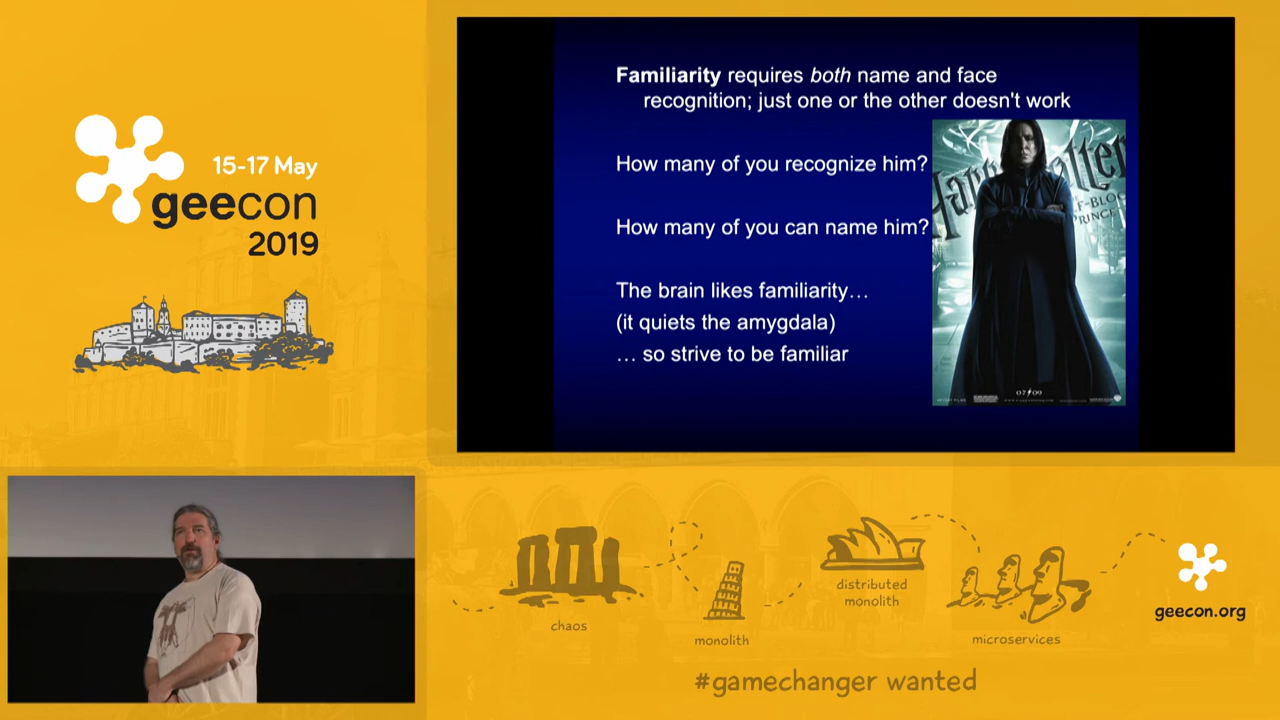 15-17 May
geecon
2019
Familiarity requires both name and face
recognition; just one or the other doesn't work
How many of you recognize him?
How many of you can name him?
The brain likes familiarity…
(it quiets the amygdala)
… so strive to be familiar
Harry Potter
07 09
chaos
monolith
distributed
monolith
microservices
geecon.org
#gamechanger wanted